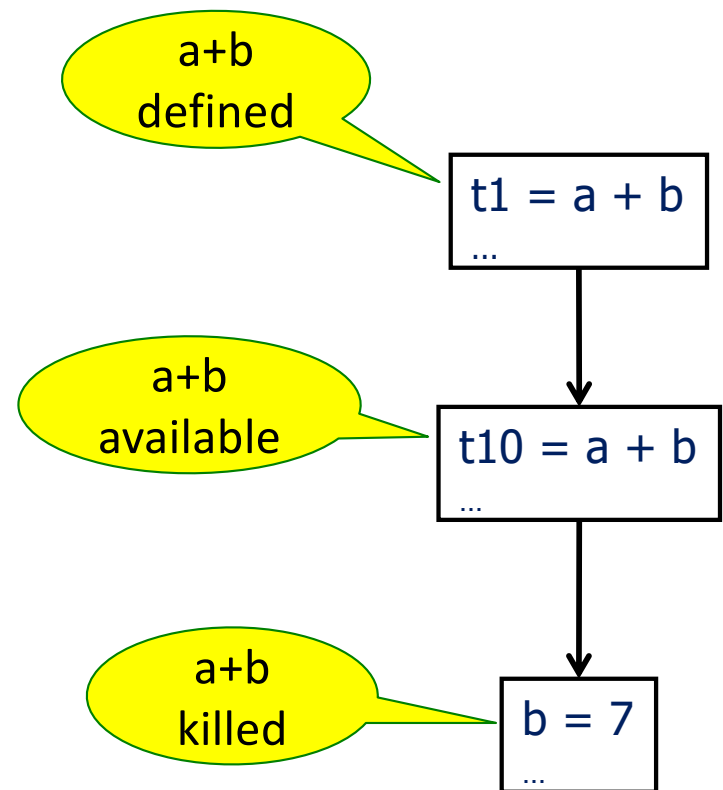 a+b
defined
t1 = a + b
...
a+b
available
t10 = a + b
...
a+b
killed
b = 7
...